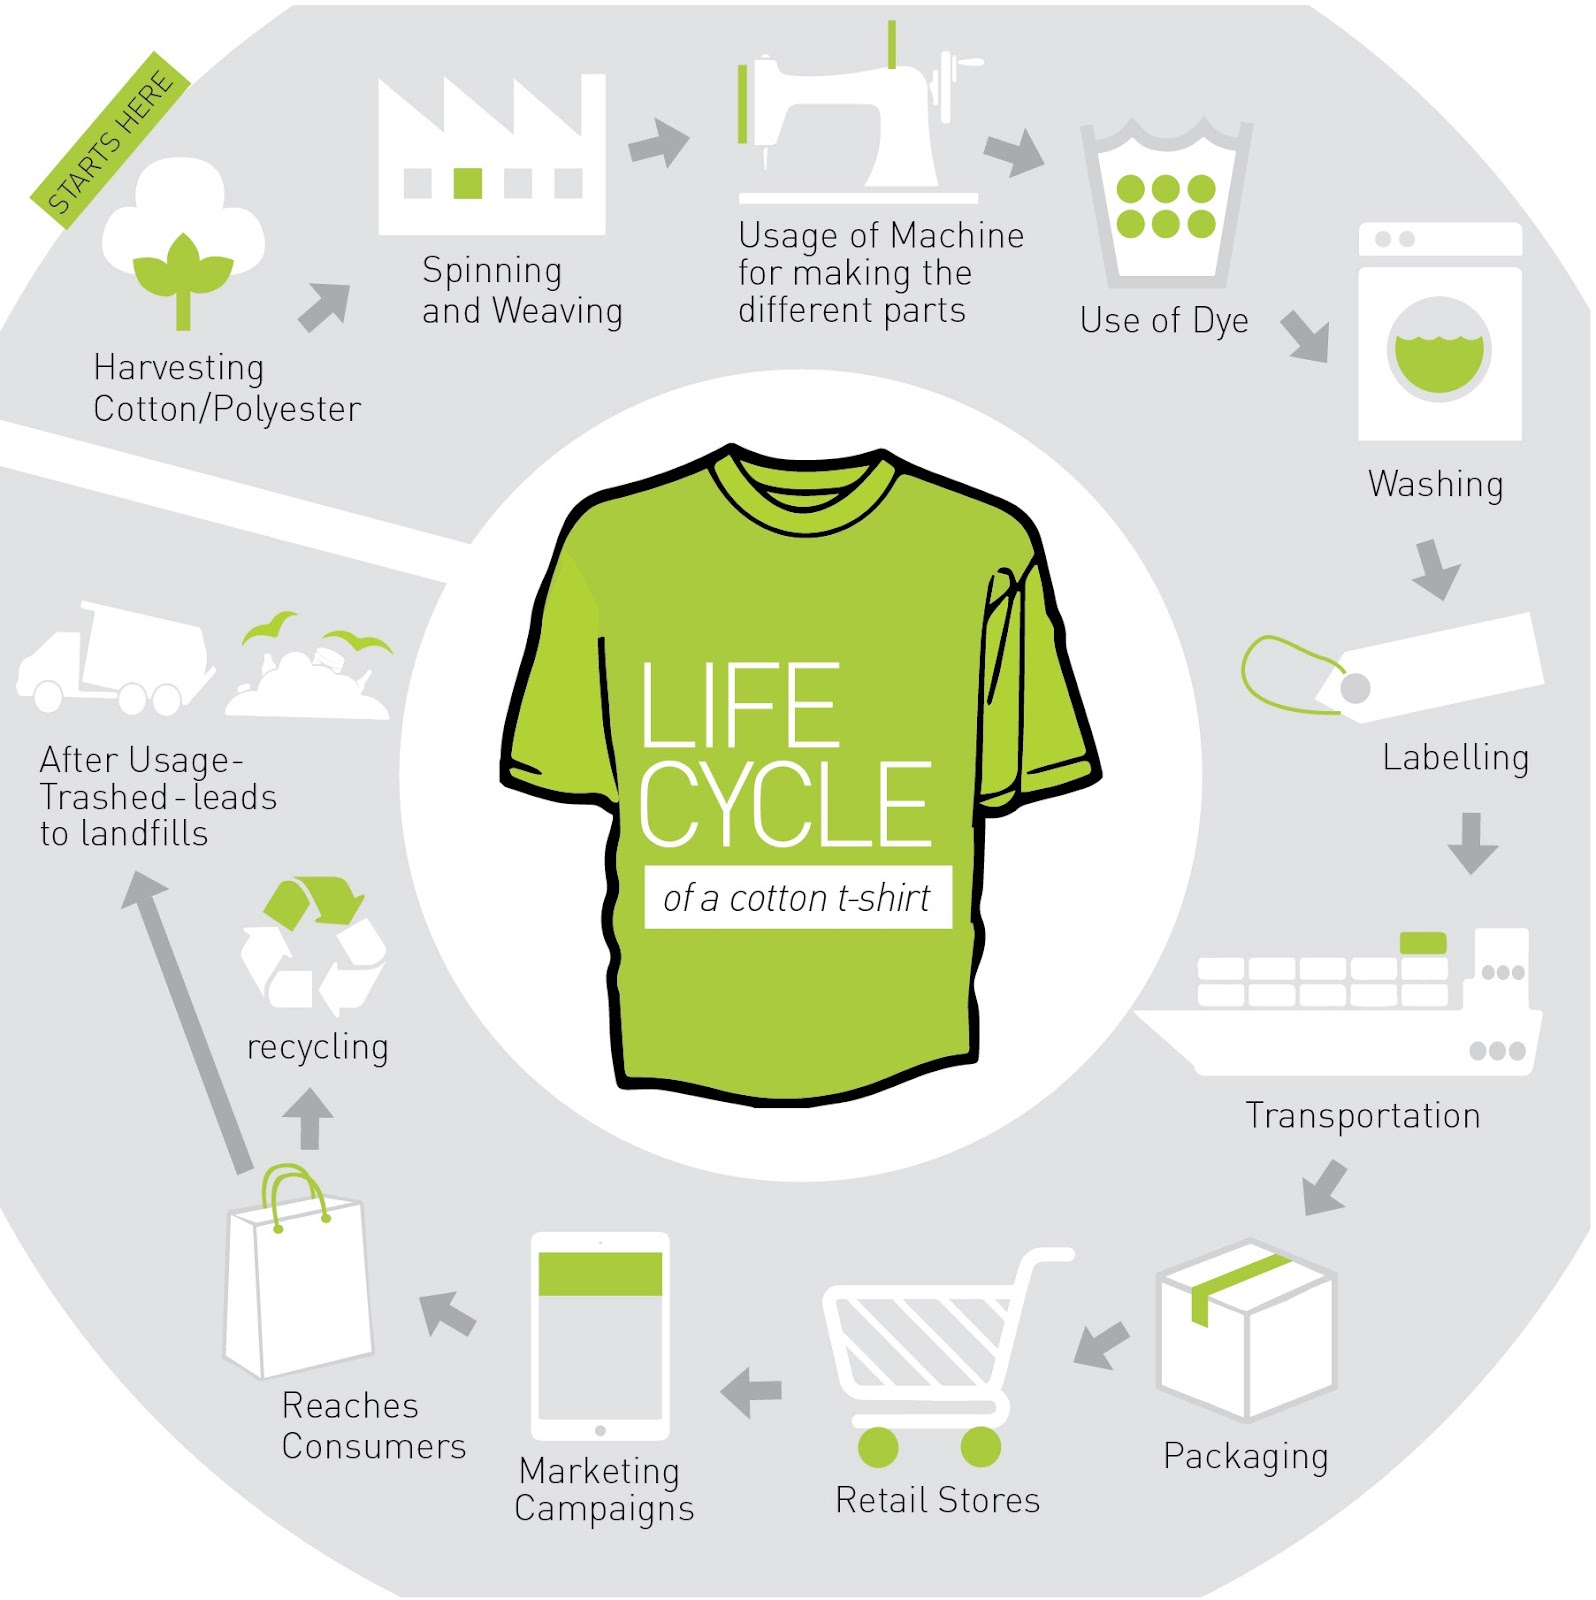 STARTS HERE
Harvesting
Cotton/Polyester
Spinning
and Weaving
Usage of Machine
for making the
different parts
Use of Dye
Washing
Labelling
Transportation
Packaging
Retail Stores
Marketing
Campaigns
Reaches
Consumers
recycling
After Usage-
Trashed-leads
to landfills
LIFE
CYCLE
of a cotton t-shirt